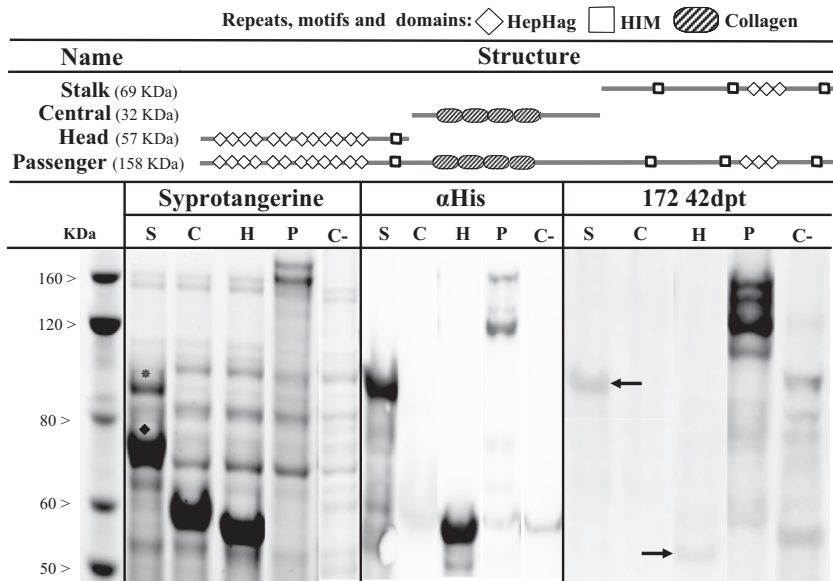 Repeats, motifs and domains: HepHag HIM Collagen
Name Structure
Stalk (69 KDa)
Central (32 KDa)
Head (57 KDa)
Passenger (158 KDa)
Syprotangerine αHis 172 42dpt
KDa S C H P C- S C H P C- S C H P C-
160 >
120 >
*
80 >
60 >
50 >